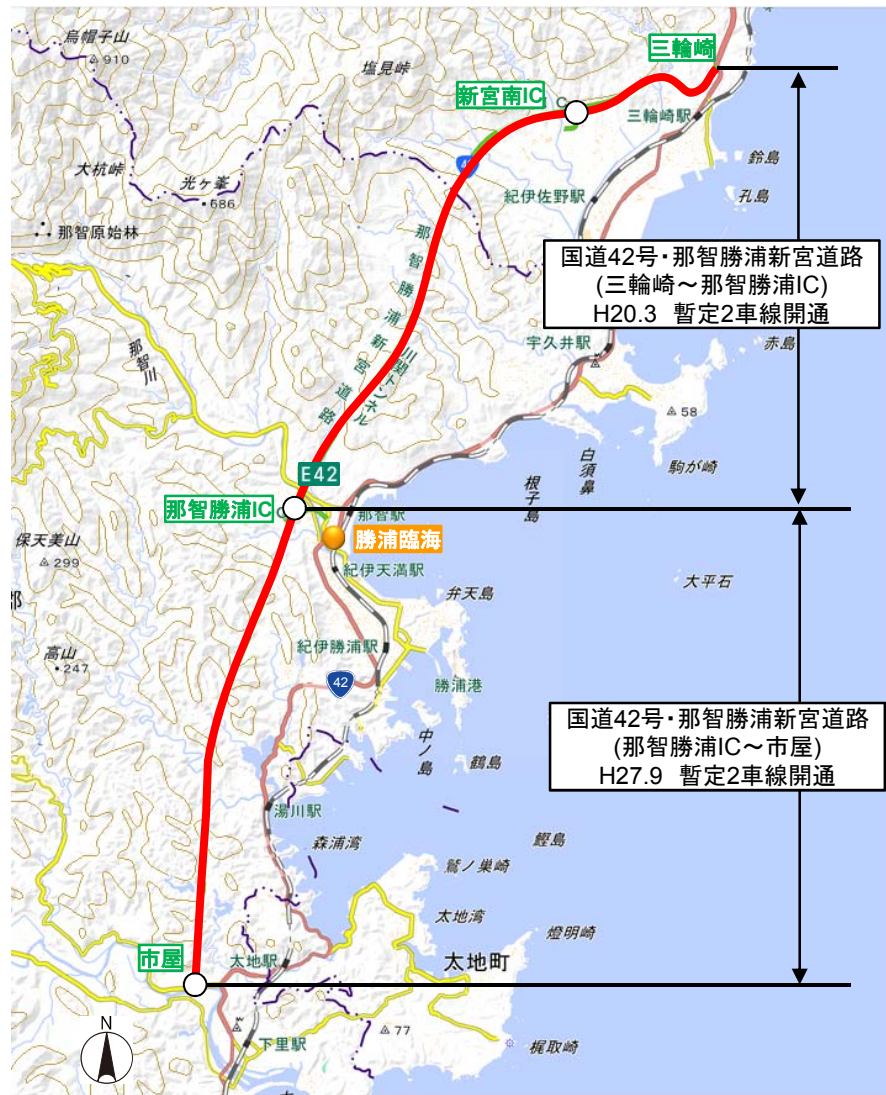 烏帽子山
910
塩見峠
三輪崎
新宮南IC
三輪崎駅
大杭峠
光ヶ峯
686
那智原始林
紀伊佐野駅
鈴島
孔島
国道42号・那智勝浦新宮道路
(三輪崎～那智勝浦IC)
H20.3 暫定2車線開通
那智勝浦新宮道路
川関トンネル
宇久井駅
赤島
那智川
58
駒が崎
白須鼻
根子島
E42
那智勝浦IC
那智駅
勝浦臨海
保天美山
299
紀伊天満駅
弁天島
大平石
郡
高山
247
紀伊勝浦駅
42
勝浦港
国道42号・那智勝浦新宮道路
(那智勝浦IC～市屋)
H27.9 暫定2車線開通
中ノ島
鶴島
湯川駅
森浦湾
鰹島
鷲ノ巣崎
太地湾
燈明崎
市屋
太地駅
太地町
N
77
下里駅
梶取崎